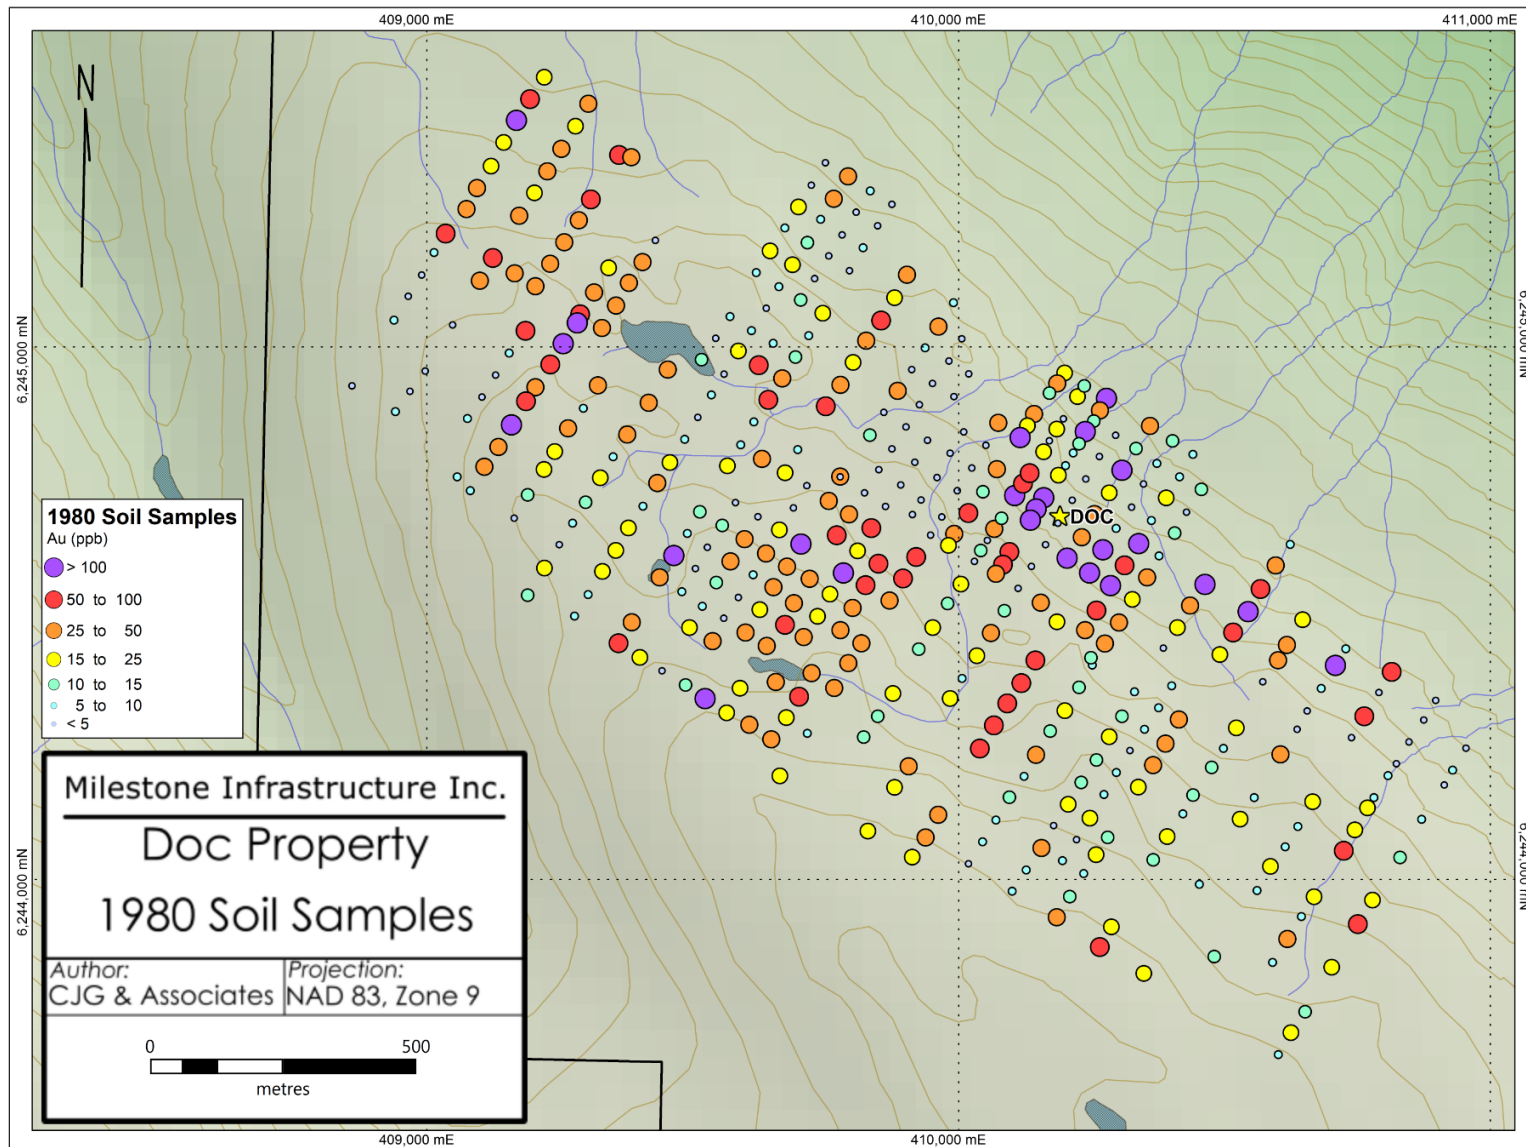 409,000 mE
410,000 mE
411,000 mE
N
6,245,000 mN
6,245,000 mN
DOC
1980 Soil Samples
Au (ppb)
> 100
50 to 100
25 to 50
15 to 25
10 to 15
5 to 10
< 5
Milestone Infrastructure Inc.
Doc Property
1980 Soil Samples
Author:
CJG & Associates
Projection:
NAD 83, Zone 9
0 500
metres
6,244,000 mN
6,244,000 mN
409,000 mE
410,000 mE